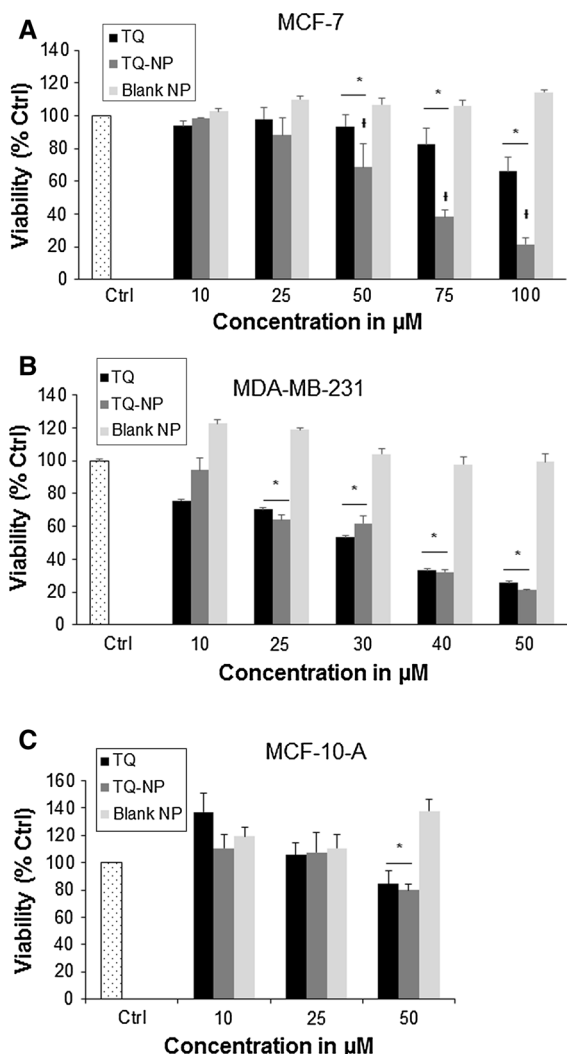 A
MCF-7
TQ
TQ-NP
Blank NP
Viability (% Ctrl)
140
120
100
80
60
40
20
0
*
*
*
ƚ
ƚ
ƚ
Ctrl
10
25
50
75
100
Concentration in µM
B
MDA-MB-231
TQ
TQ-NP
Blank NP
Viability (% Ctrl)
140
120
100
80
60
40
20
0
*
*
*
*
Ctrl
10
25
30
40
50
Concentration in µM
C
MCF-10-A
TQ
TQ-NP
Blank NP
Viability (% Ctrl)
160
140
120
100
80
60
40
20
0
*
Ctrl
10
25
50
Concentration in µM